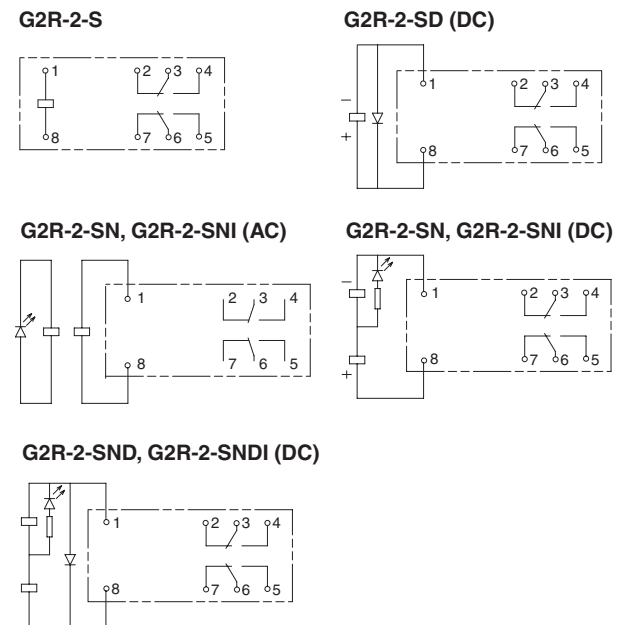 G2R-2-S
1 2 3 4
8 7 6 5
G2R-2-SD (DC)
−
+
1 2 3 4
8 7 6 5
G2R-2-SN, G2R-2-SNI (AC)
1 2 3 4
8 7 6 5
G2R-2-SN, G2R-2-SNI (DC)
−
+
1 2 3 4
8 7 6 5
G2R-2-SND, G2R-2-SNDI (DC)
1 2 3 4
8 7 6 5